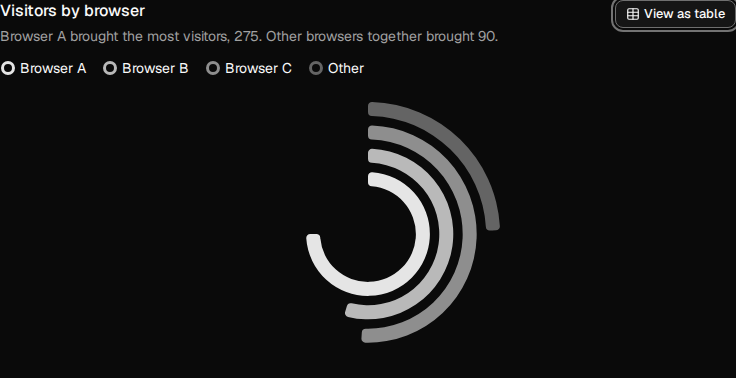 Visitors by browser
View as table
Browser A brought the most visitors, 275. Other browsers together brought 90.
Browser A Browser B Browser C Other